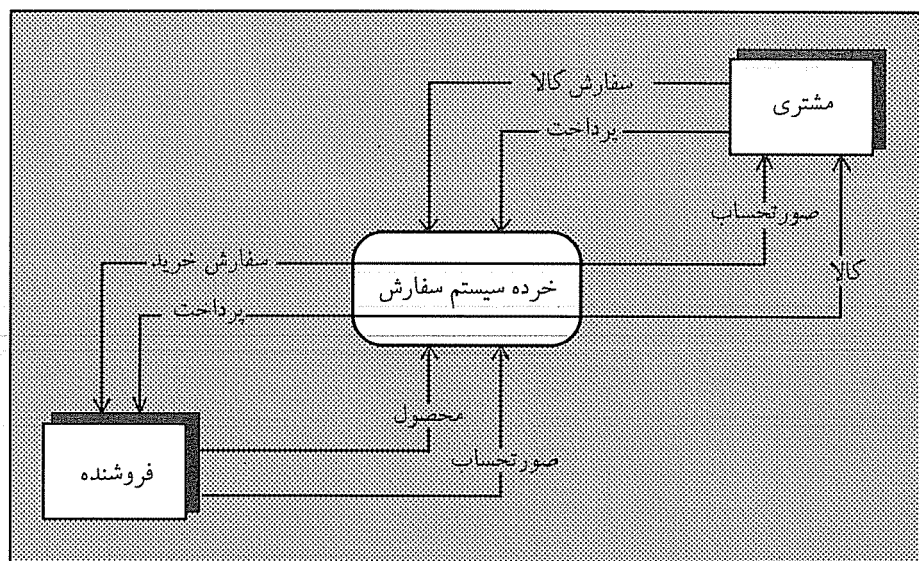 سفارش کالا
مشتری
پرداخت
صورتحساب
کالا
سفارش خرید
خرده سیستم سفارش
پرداخت
محصول
صورتحساب
فروشنده